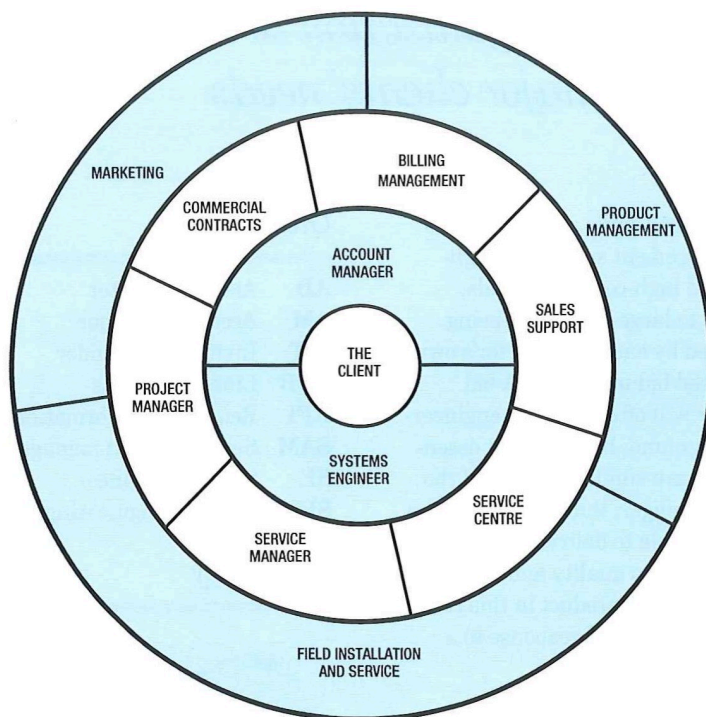 MARKETING
COMMERCIAL
CONTRACTS
BILLING
MANAGEMENT
PRODUCT
MANAGEMENT
ACCOUNT
MANAGER
SALES
SUPPORT
THE
CLIENT
PROJECT
MANAGER
SYSTEMS
ENGINEER
SERVICE
CENTRE
SERVICE
MANAGER
FIELD INSTALLATION
AND SERVICE